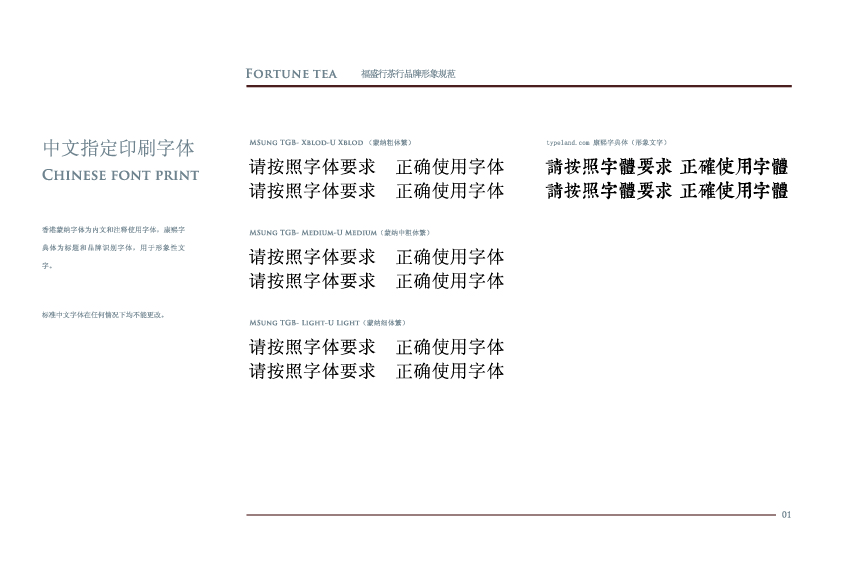 FORTUNE TEA 福盛行茶行品牌形象规范
中文指定印刷字体
CHINESE FONT PRINT
香港蒙纳字体为内文和注释使用字体，康熙字
典体为标题和品牌识别字体，用于形象性文
字。
标准中文字体在任何情况下均不能更改。
MSUNG TGB- XBLOD-U XBLOD （蒙纳粗体繁）
请按照字体要求 正确使用字体
请按照字体要求 正确使用字体
MSUNG TGB- MEDIUM-U MEDIUM（蒙纳中粗体繁）
请按照字体要求 正确使用字体
请按照字体要求 正确使用字体
MSUNG TGB- LIGHT-U LIGHT（蒙纳细体繁）
请按照字体要求 正确使用字体
请按照字体要求 正确使用字体
typeland.com 康熙字典体（形象文字）
請按照字體要求 正確使用字體
請按照字體要求 正確使用字體
01